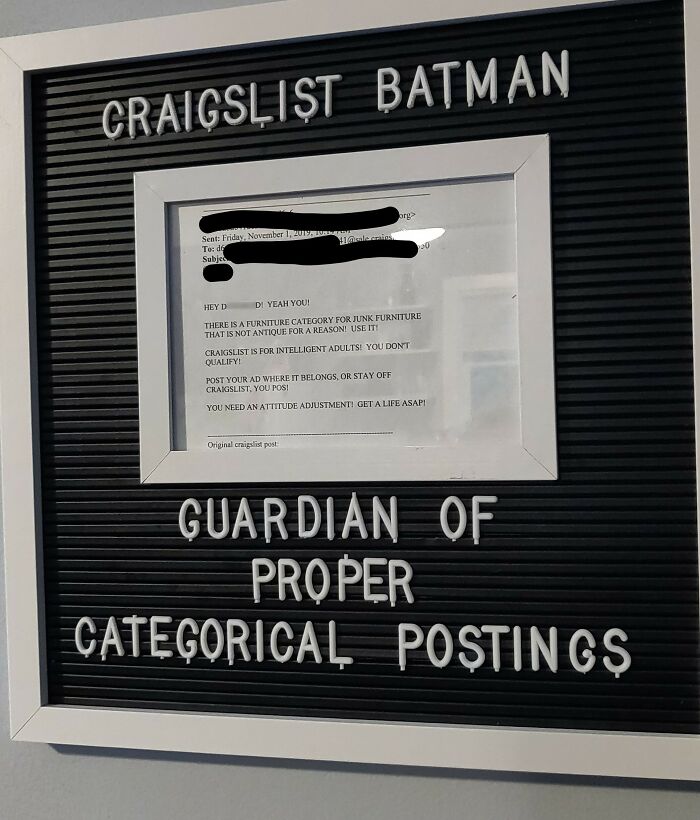 CRAIGSLIST BATMAN
org>
Sent: Friday, November 1, 2019,
To:
Subject
HEY D D! YEAH YOU!
THERE IS A FURNITURE CATEGORY FOR JUNK FURNITURE
THAT IS NOT ANTIQUE FOR A REASON! USE IT!
CRAIGSLIST IS FOR INTELLIGENT ADULTS! YOU DON'T
QUALIFY!
POST YOUR AD WHERE IT BELONGS, OR STAY OFF
CRAIGSLIST, YOU POS!
YOU NEED AN ATTITUDE ADJUSTMENT! GET A LIFE ASAP!
Original craigslist post:
GUARDIAN OF
PROPER
CATEGORICAL POSTINGS